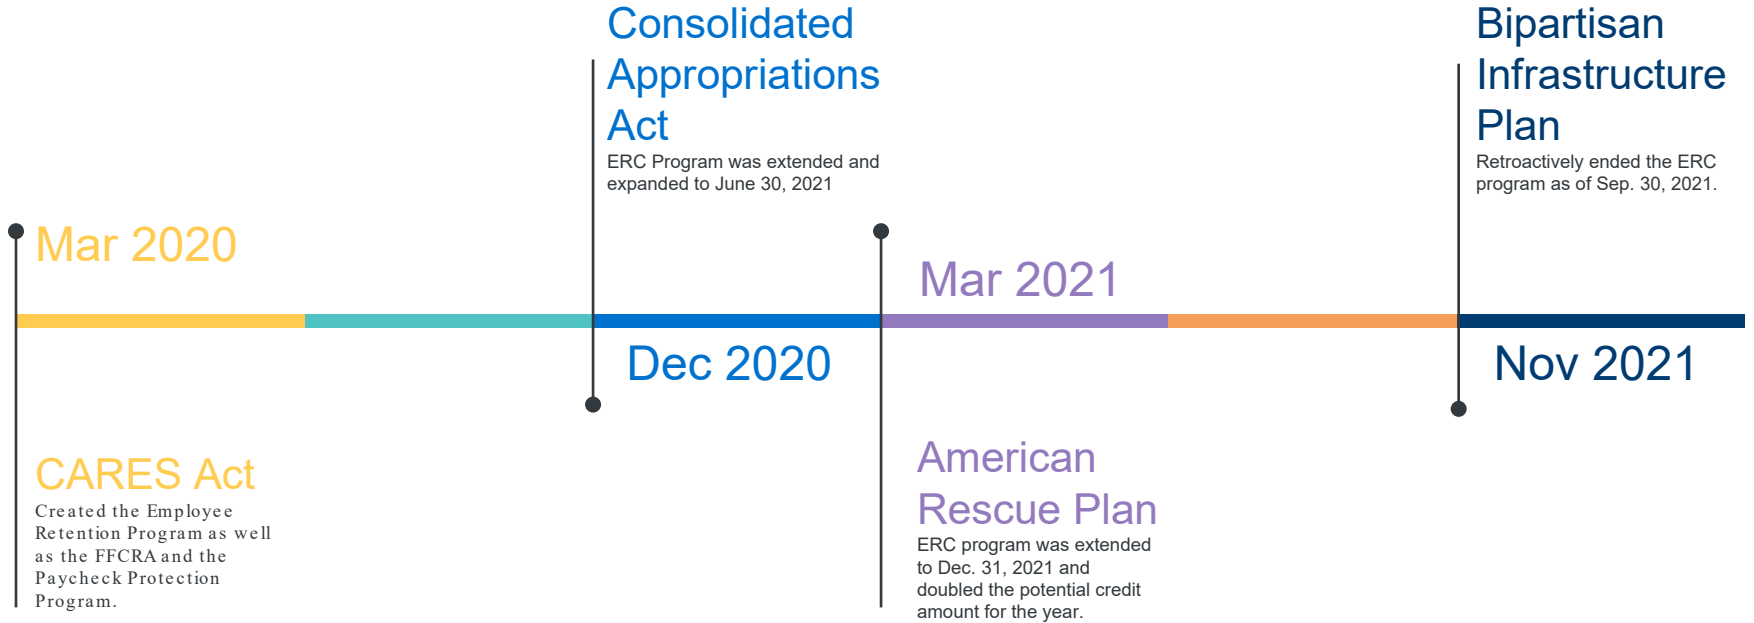 Mar 2020
CARES Act
Created the Employee
Retention Program as well
as the FFCRA and the
Paycheck Protection
Program.
Consolidated
Appropriations
Act
ERC Program was extended and
expanded to June 30, 2021
Dec 2020
Mar 2021
American
Rescue Plan
ERC program was extended
to Dec. 31, 2021 and
doubled the potential credit
amount for the year.
Bipartisan
Infrastructure
Plan
Retroactively ended the ERC
program as of Sep. 30, 2021.
Nov 2021